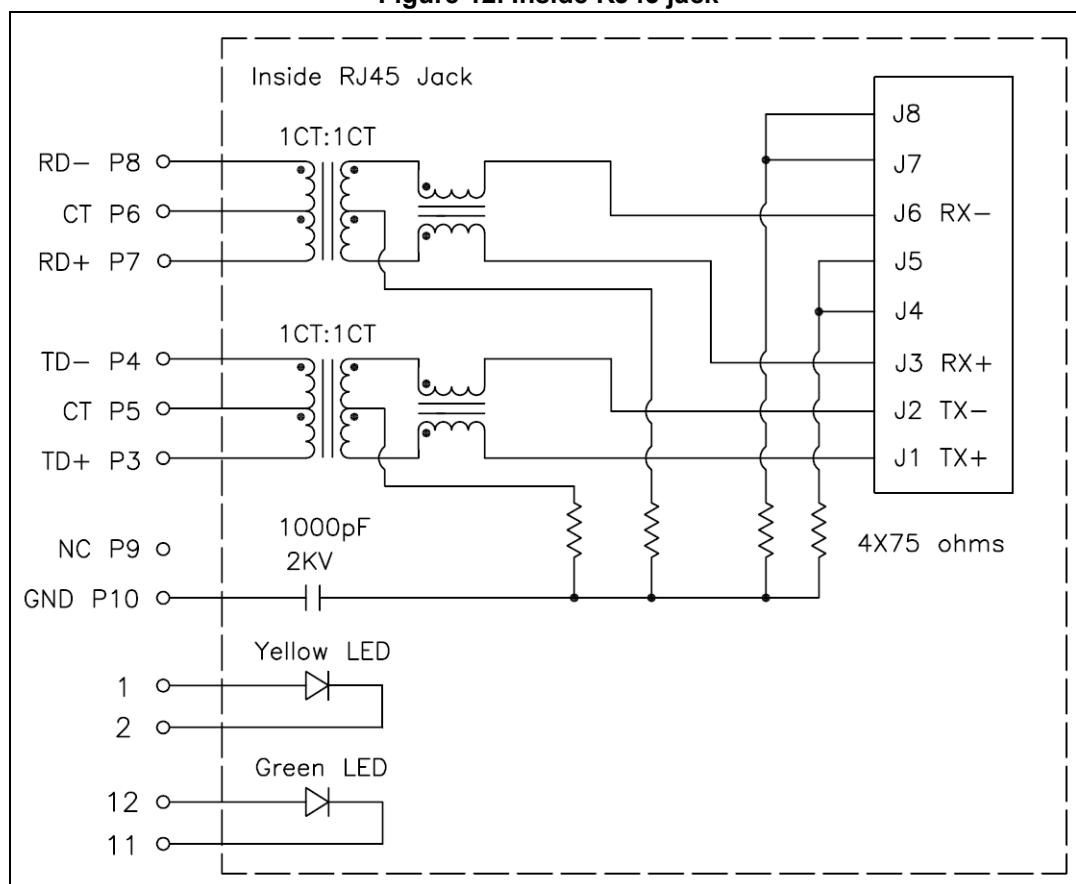 Figure 12. Inside RJ45 jack
Inside RJ45 Jack
1CT:1CT
RD- P8
CT P6
RD+ P7
1CT:1CT
TD- P4
CT P5
TD+ P3
J8
J7
J6 RX-
J5
J4
J3 RX+
J2 TX-
J1 TX+
4X75 ohms
1000pF
2KV
NC P9
GND P10
Yellow LED
1
2
Green LED
12
11